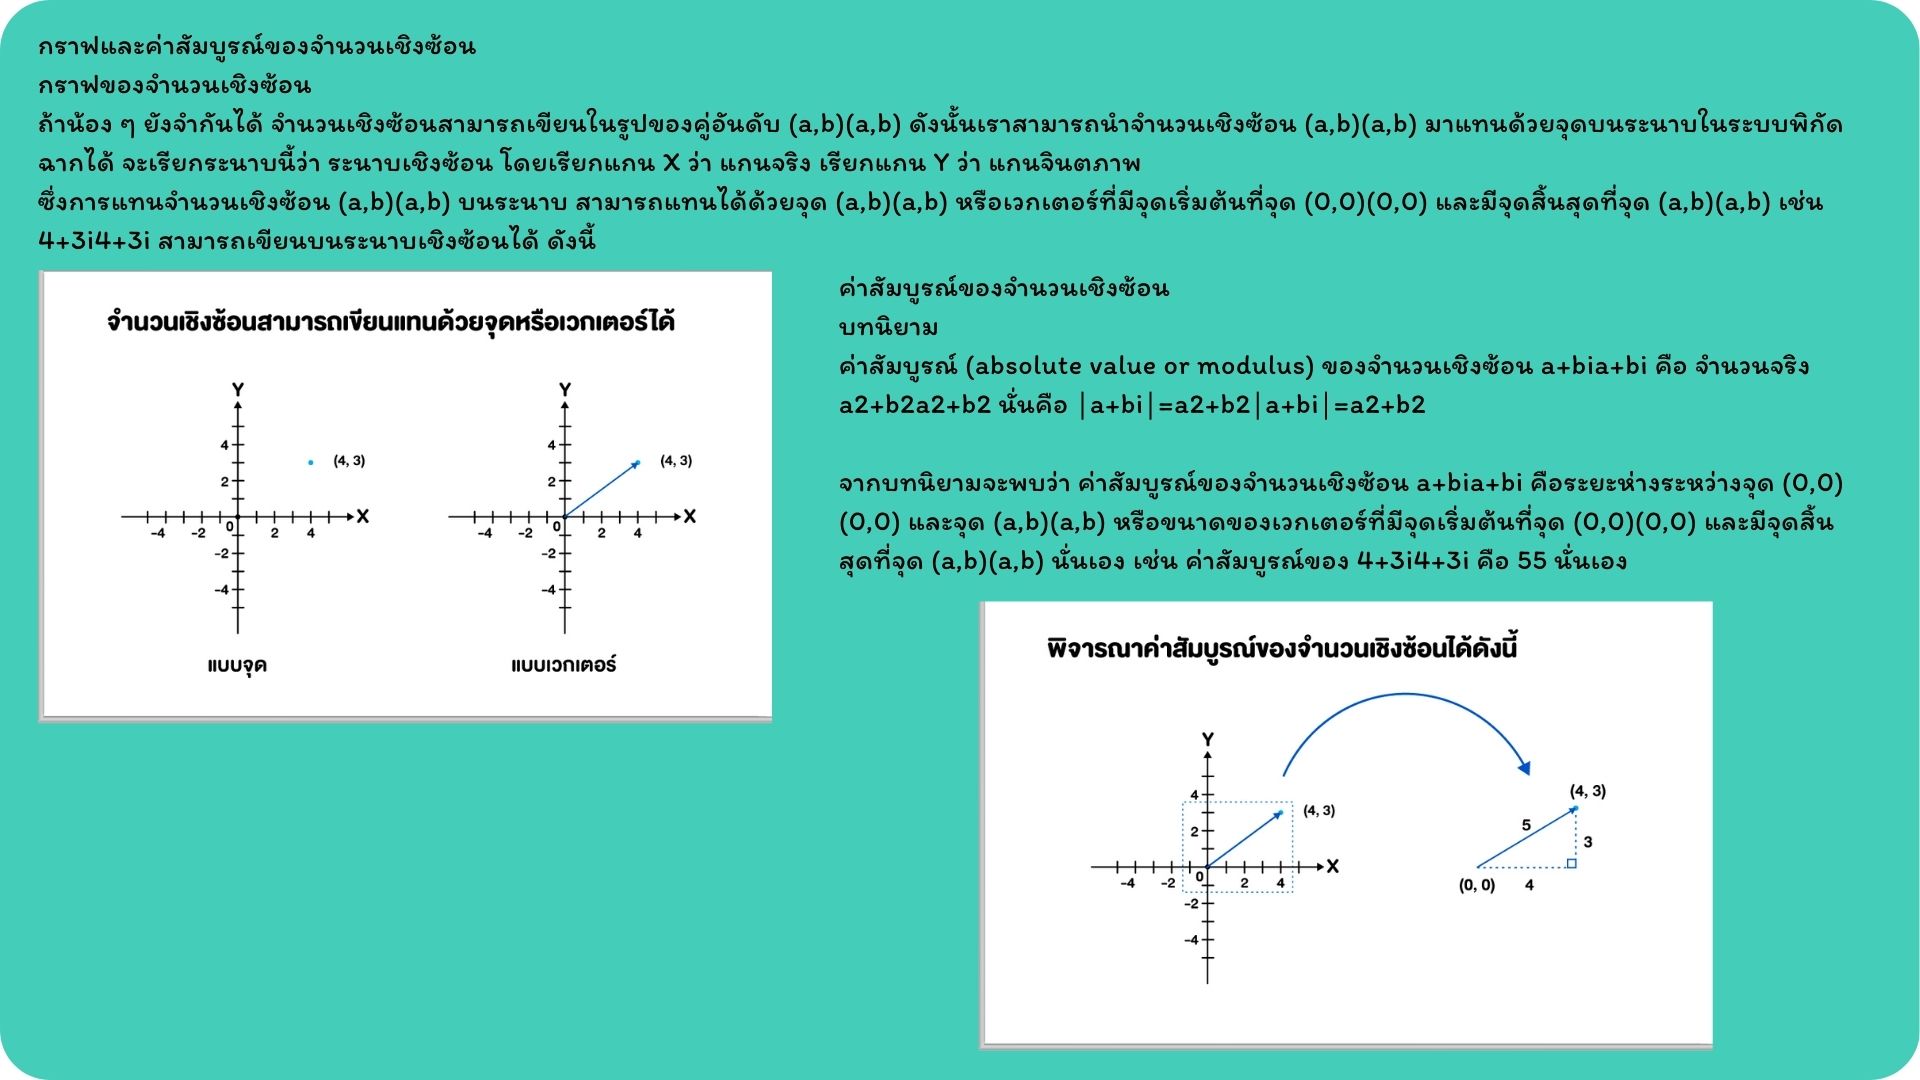 กราฟและค่าสัมบูรณ์ของจำนวนเชิงซ้อน
กราฟของจำนวนเชิงซ้อน
ถ้าน้อง ๆ ยังจำกันได้ จำนวนเชิงซ้อนสามารถเขียนในรูปของคู่อันดับ (a,b)(a,b) ดังนั้นเราสามารถนำจำนวนเชิงซ้อน (a,b)(a,b) มาแทนด้วยจุดบนระนาบในระบบพิกัด
ฉากได้ จะเรียกระนาบนี้ว่า ระนาบเชิงซ้อน โดยเรียกแกน X ว่า แกนจริง เรียกแกน Y ว่า แกนจินตภาพ
ซึ่งการแทนจำนวนเชิงซ้อน (a,b)(a,b) บนระนาบ สามารถแทนได้ด้วยจุด (a,b)(a,b) หรือเวกเตอร์ที่มีจุดเริ่มต้นที่จุด (0,0)(0,0) และมีจุดสิ้นสุดที่จุด (a,b)(a,b) เช่น
4+3i4+3i สามารถเขียนบนระนาบเชิงซ้อนได้ ดังนี้
จำนวนเชิงซ้อนสามารถเขียนแทนด้วยจุดหรือเวกเตอร์ได้
Y
4
(4, 3)
2
0
X
-4 -2 2 4
-2
-4
แบบจุด
Y
4
(4, 3)
2
0
X
-4 -2 2 4
-2
-4
แบบเวกเตอร์
ค่าสัมบูรณ์ของจำนวนเชิงซ้อน
บทนิยาม
ค่าสัมบูรณ์ (absolute value or modulus) ของจำนวนเชิงซ้อน a+bia+bi คือ จำนวนจริง
a2+b2a2+b2 นั่นคือ |a+bi|=a2+b2|a+bi|=a2+b2
จากบทนิยามจะพบว่า ค่าสัมบูรณ์ของจำนวนเชิงซ้อน a+bia+bi คือระยะห่างระหว่างจุด (0,0)
(0,0) และจุด (a,b)(a,b) หรือขนาดของเวกเตอร์ที่มีจุดเริ่มต้นที่จุด (0,0)(0,0) และมีจุดสิ้น
สุดที่จุด (a,b)(a,b) นั่นเอง เช่น ค่าสัมบูรณ์ของ 4+3i4+3i คือ 55 นั่นเอง
พิจารณาค่าสัมบูรณ์ของจำนวนเชิงซ้อนได้ดังนี้
Y
4
(4, 3)
2
0
X
-4 -2 2 4
-2
-4
(4, 3)
5
3
(0, 0) 4